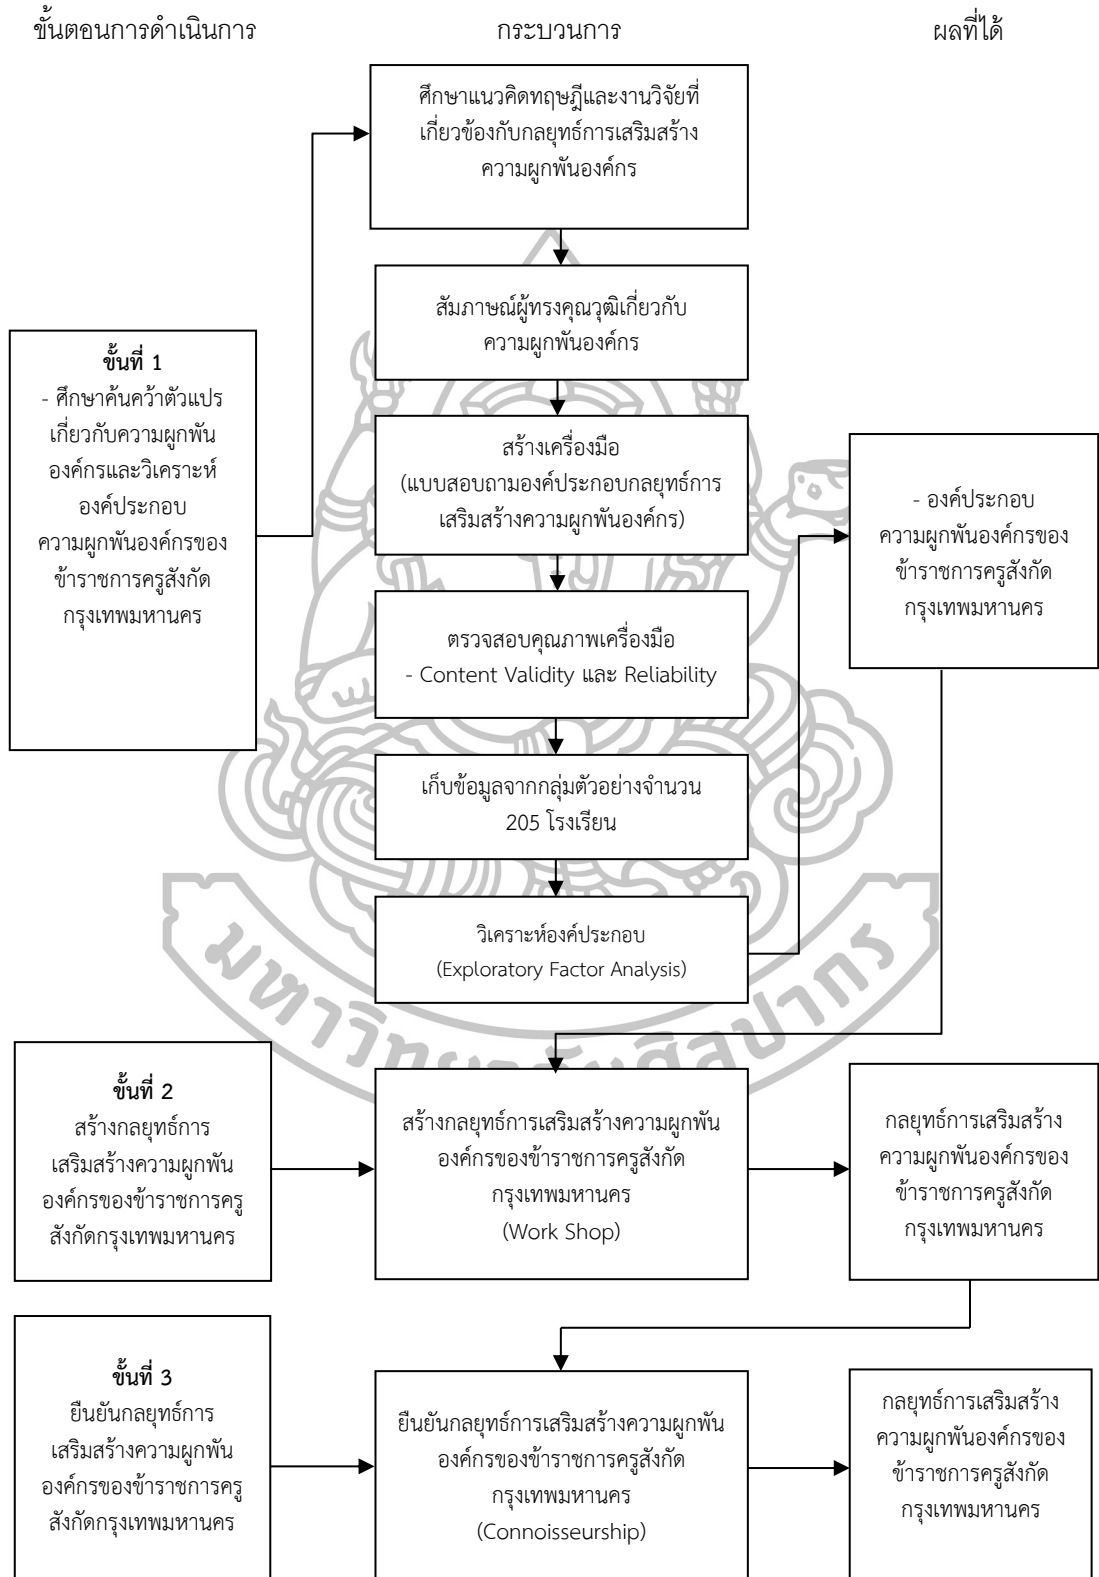 ขั้นตอนการดำเนินการ
กระบวนการ
ผลที่ได้
ศึกษาแนวคิดทฤษฎีและงานวิจัยที่
เกี่ยวข้องกับกลยุทธ์การเสริมสร้าง
ความผูกพันองค์กร
สัมภาษณ์ผู้ทรงคุณวุฒิเกี่ยวกับ
ความผูกพันองค์กร
ขั้นที่ 1
- ศึกษาค้นคว้าตัวแปร
เกี่ยวกับความผูกพัน
องค์กรและวิเคราะห์
องค์ประกอบ
ความผูกพันองค์กรของ
ข้าราชการครูสังกัด
กรุงเทพมหานคร
สร้างเครื่องมือ
(แบบสอบถามองค์ประกอบกลยุทธ์การ
เสริมสร้างความผูกพันองค์กร)
ตรวจสอบคุณภาพเครื่องมือ
- Content Validity และ Reliability
เก็บข้อมูลจากกลุ่มตัวอย่างจำนวน
205 โรงเรียน
วิเคราะห์องค์ประกอบ
(Exploratory Factor Analysis)
- องค์ประกอบ
ความผูกพันองค์กรของ
ข้าราชการครูสังกัด
กรุงเทพมหานคร
มหาวิทยาลัยศิลปากร
ขั้นที่ 2
สร้างกลยุทธ์การ
เสริมสร้างความผูกพัน
องค์กรของข้าราชการครู
สังกัดกรุงเทพมหานคร
สร้างกลยุทธ์การเสริมสร้างความผูกพัน
องค์กรของข้าราชการครูสังกัด
กรุงเทพมหานคร
(Work Shop)
กลยุทธ์การเสริมสร้าง
ความผูกพันองค์กรของ
ข้าราชการครูสังกัด
กรุงเทพมหานคร
ขั้นที่ 3
ยืนยันกลยุทธ์การ
เสริมสร้างความผูกพัน
องค์กรของข้าราชการครู
สังกัดกรุงเทพมหานคร
ยืนยันกลยุทธ์การเสริมสร้างความผูกพัน
องค์กรของข้าราชการครูสังกัด
กรุงเทพมหานคร
(Connoisseurship)
กลยุทธ์การเสริมสร้าง
ความผูกพันองค์กรของ
ข้าราชการครูสังกัด
กรุงเทพมหานคร